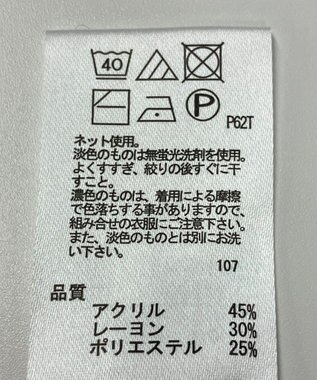 40
P
P62T
ネット使用。
淡色のものは無蛍光洗剤を使用。
よくすすぎ、絞りの後すぐに干
すこと。
濃色のものは、着用による摩擦
で色落ちする事がありますので、
組み合せの衣服にご注意下さい。
また、淡色のものとは別にお洗
い下さい。
107
品質
アクリル 45%
レーヨン 30%
ポリエステル 25%